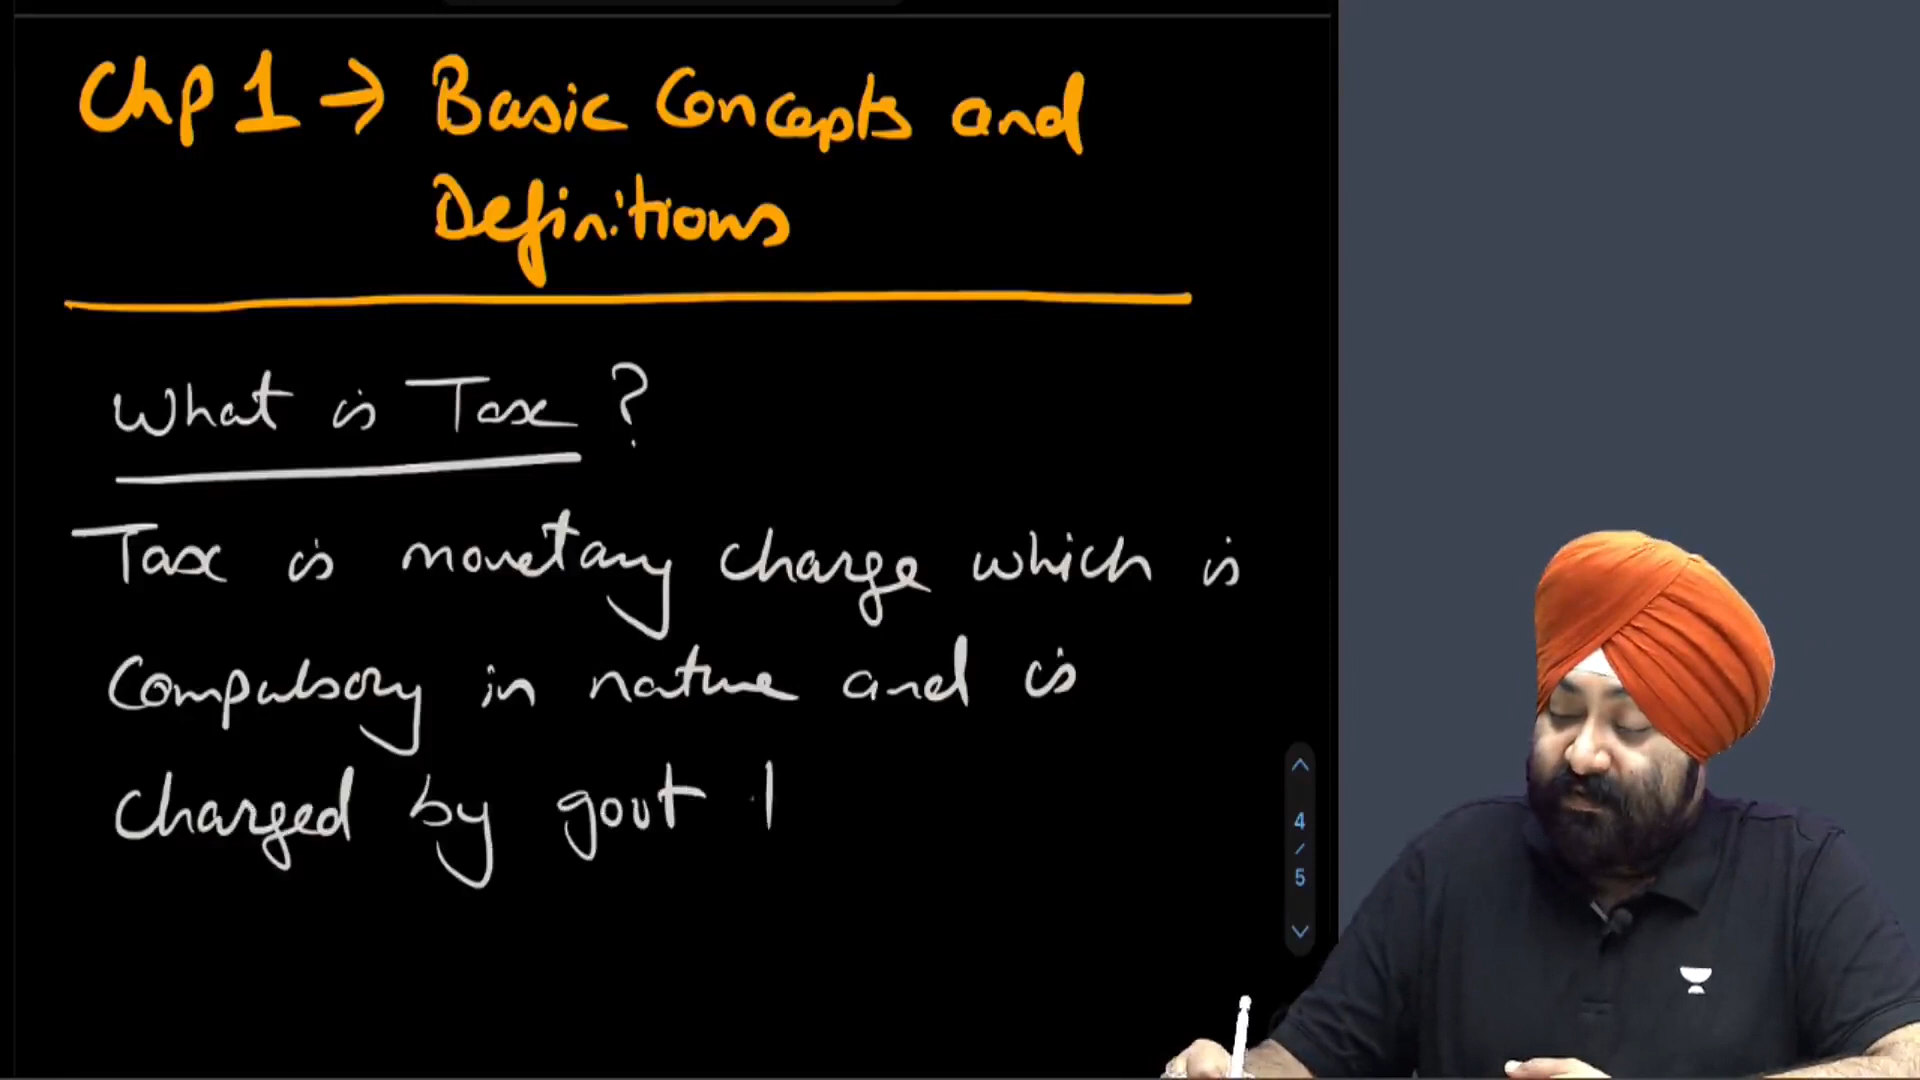 Chp 1 → Basic Concepts and
Definitions
What is Tax ?
Tax is monetary charge which is
Compulsory in nature and is
charged by govt
4
/
5